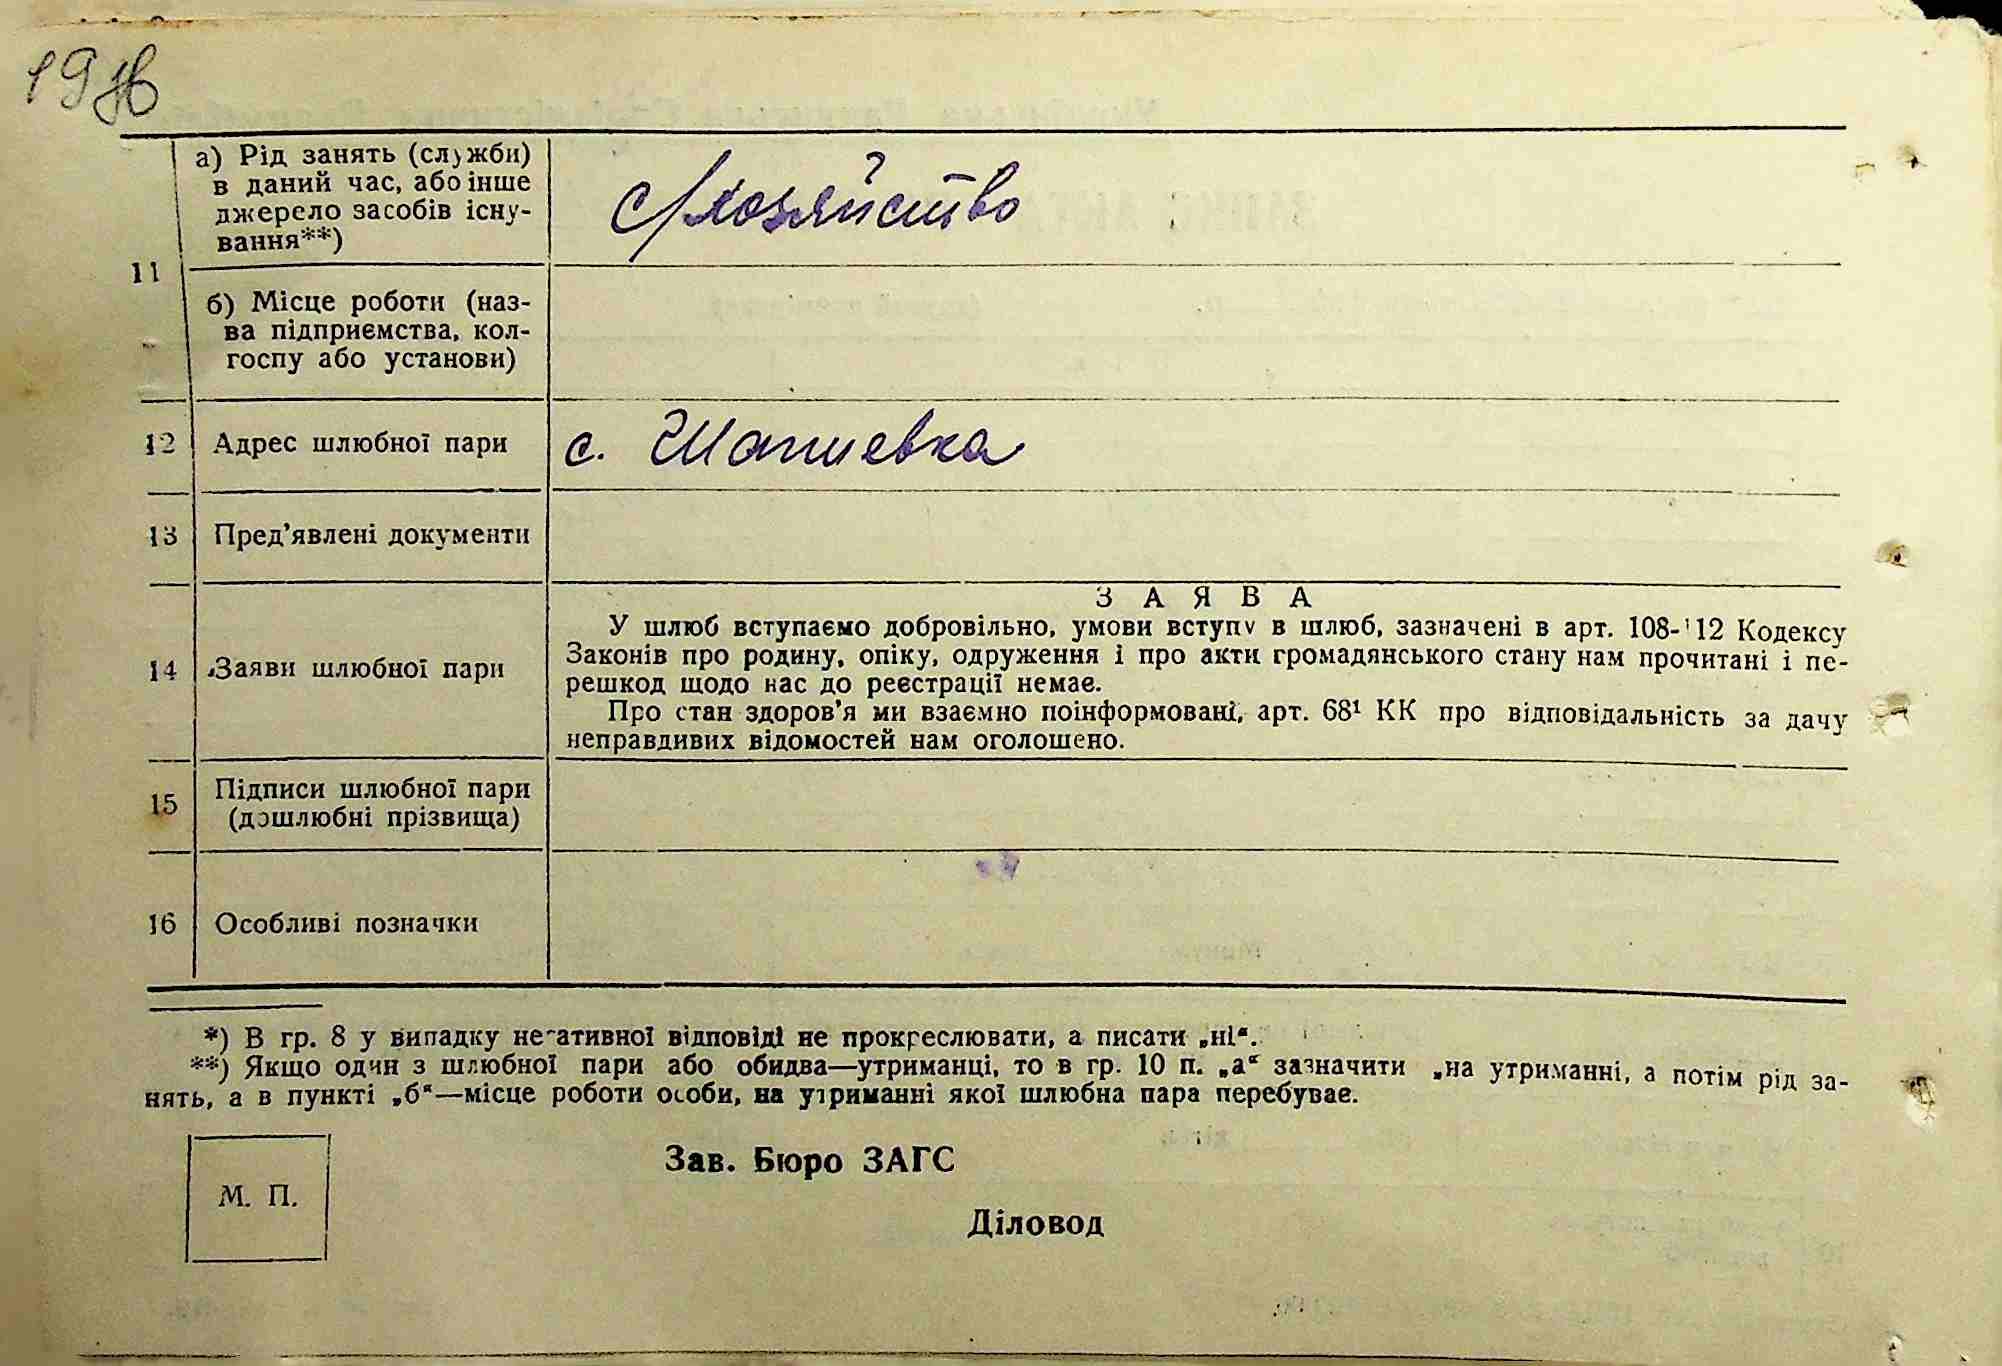 19
а) Рід занять (служби)
в даний час, або інше
джерело засобів існу-
вання**)
с/хозяйство
11
б) Місце роботи (наз-
ва підприємства, кол-
госпу або установи)
12 Адрес шлюбної пари с. Шапиевка
13 Пред’явлені документи
З А Я В А
У шлюб вступаємо добровільно, умови вступу в шлюб, зазначені в арт. 108-112 Кодексу
Законів про родину, опіку, одруження і про акти громадянського стану нам прочитані і пе-
решкод щодо нас до реєстрації немає.
14 Заяви шлюбної пари
Про стан здоров’я ми взаємно поінформовані, арт. 68¹ КК про відповідальність за дачу
неправдивих відомостей нам оголошено.
15 Підписи шлюбної пари
(дошлюбні прізвища)
16 Особливі позначки
*) В гр. 8 у випадку негативної відповіді не прокреслювати, а писати „ні“.
**) Якщо один з шлюбної пари або обидва—утриманці, то в гр. 10 п. „а“ зазначити „на утриманні, а потім рід за-
нять, а в пункті „б“—місце роботи особи, на утриманні якої шлюбна пара перебуває.
Зав. Бюро ЗАГС
М. П.
Діловод